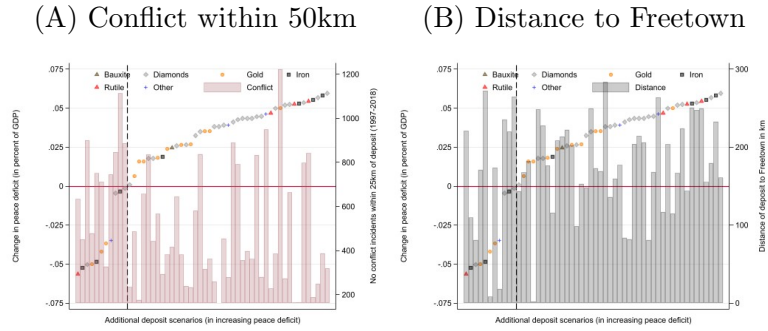 (A) Conflict within 50km
(B) Distance to Freetown
Bauxite Diamonds Gold Iron
Rutile Other Conflict
.075
.05
.025
0
-.025
-.05
-.075
Change in peace deficit (in percent of GDP)
1200
1000
800
600
400
200
No conflict incidents within 25km of deposit (1997-2018)
Additional deposit scenarios (in increasing peace deficit)
Bauxite Diamonds Gold Iron
Rutile Other Distance
.075
.05
.025
0
-.025
-.05
-.075
Change in peace deficit (in percent of GDP)
300
200
100
0
Distance of deposit to Freetown in km
Additional deposit scenarios (in increasing peace deficit)